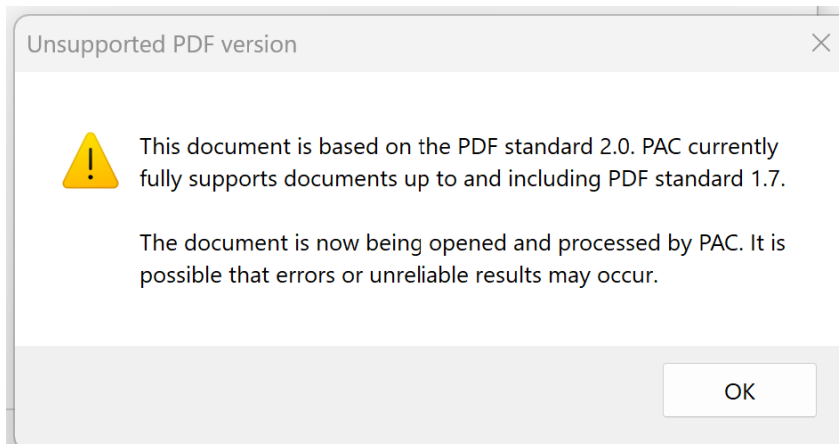 Unsupported PDF version
This document is based on the PDF standard 2.0. PAC currently
fully supports documents up to and including PDF standard 1.7.
The document is now being opened and processed by PAC. It is
possible that errors or unreliable results may occur.
OK